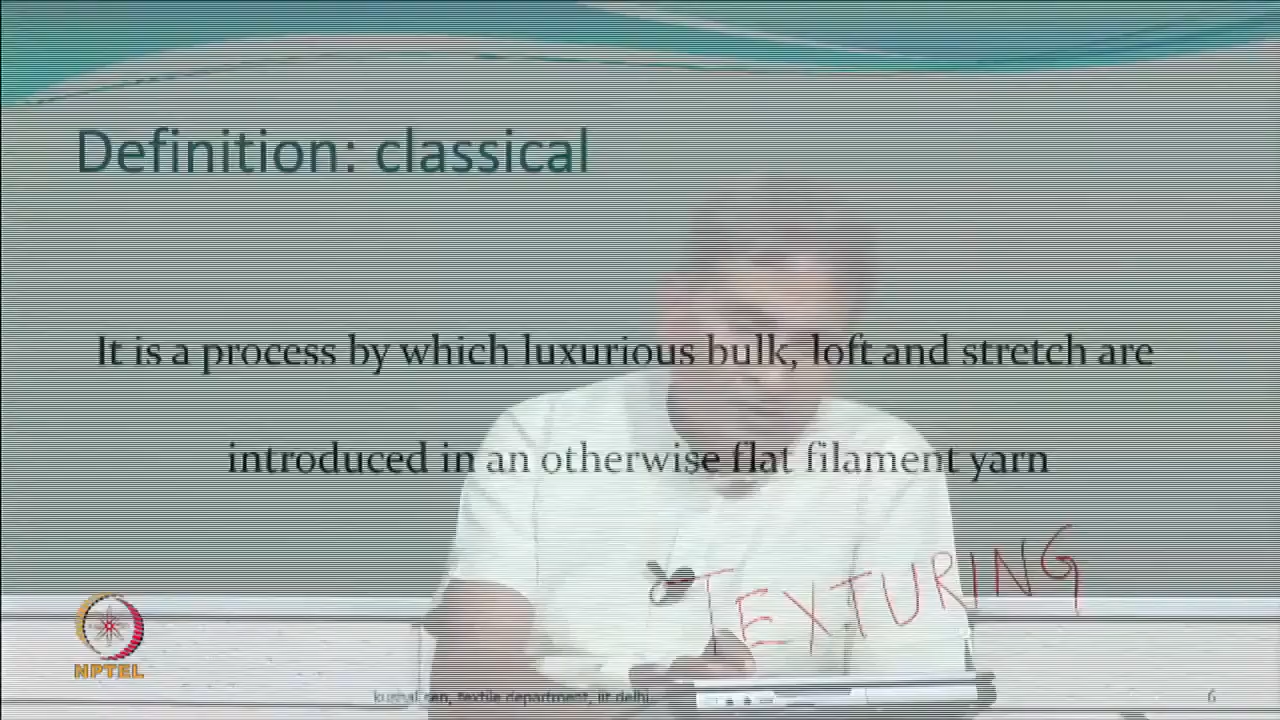 Definition: classical
It is a process by which luxurious bulk, loft and stretch are
introduced in an otherwise flat filament yarn
TEXTURING
NPTEL
kushal sen, textile department, iit delhi
6